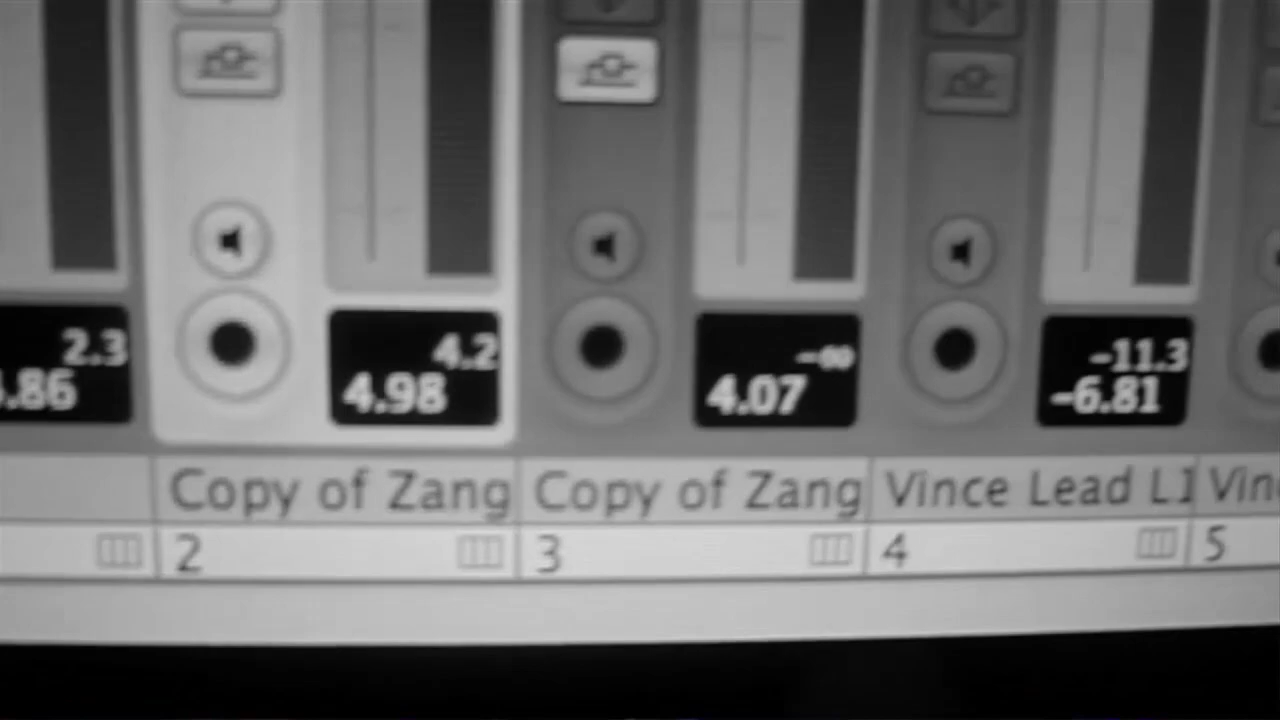 2.3 4.2 -∞ -11.3
.86 4.98 4.07 -6.81
Copy of Zang Copy of Zang Vince Lead L1 Vin
2 3 4 5